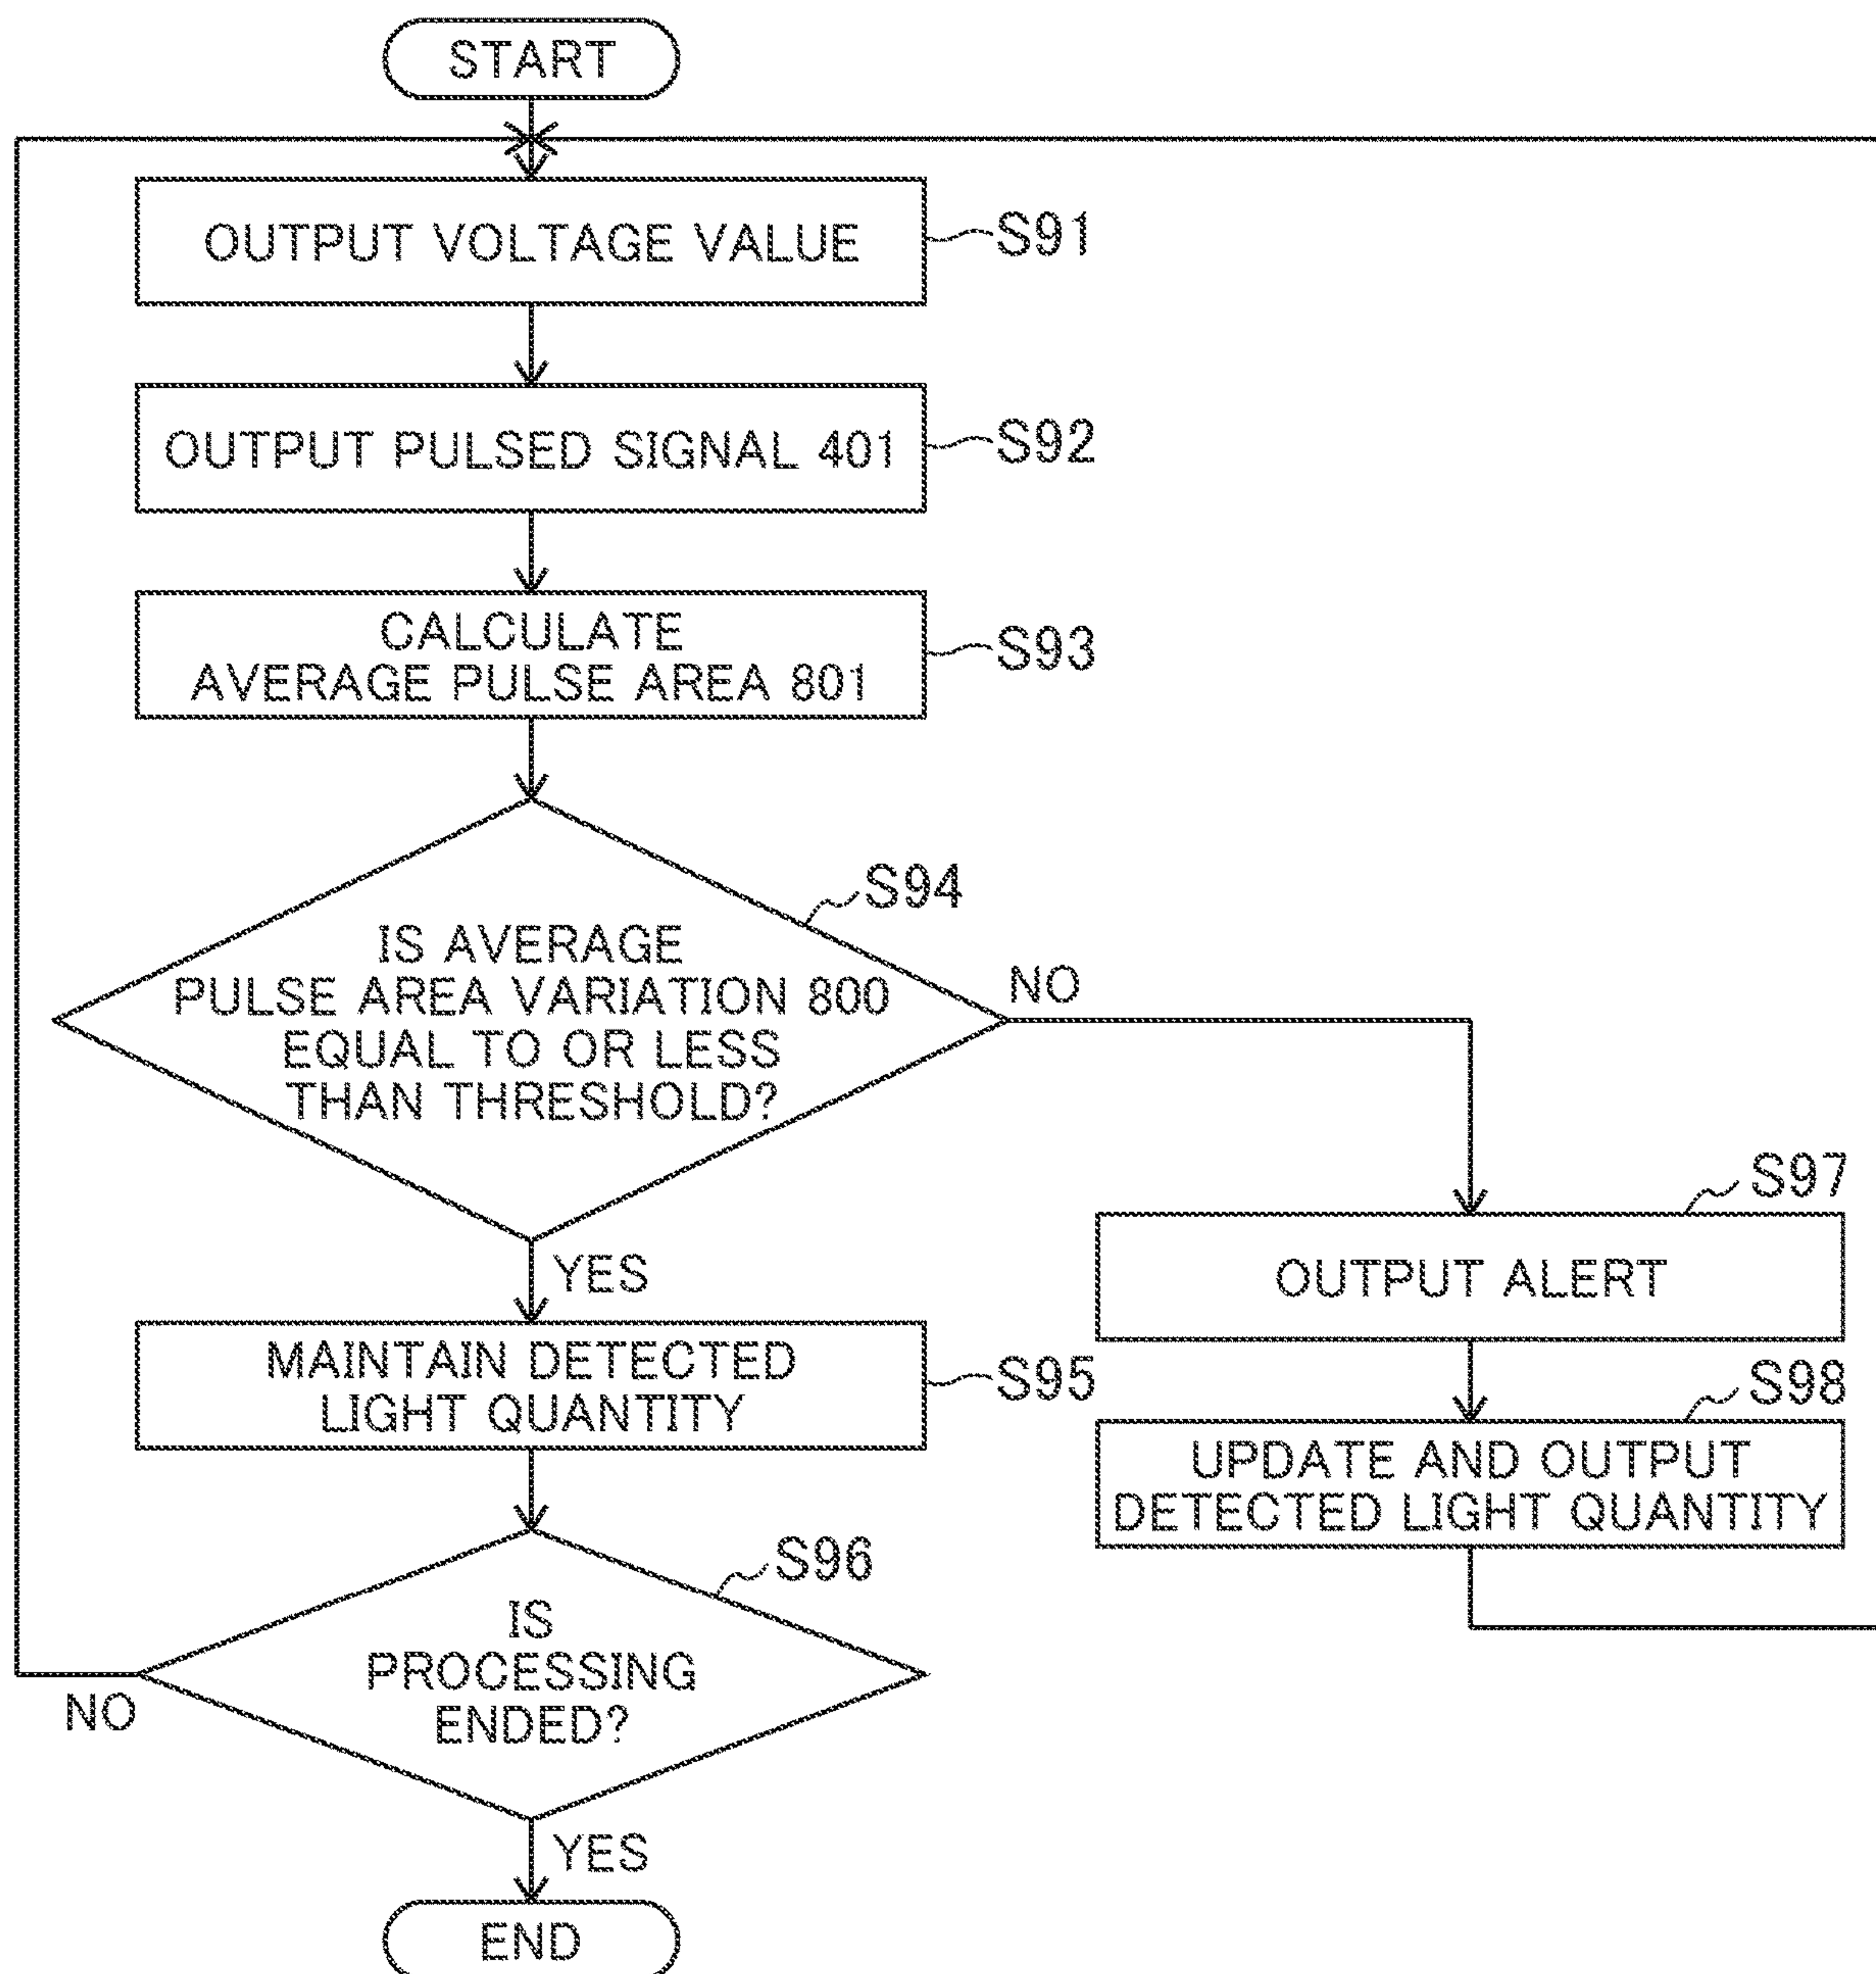 START
OUTPUT VOLTAGE VALUE
S91
OUTPUT PULSED SIGNAL 401
S92
CALCULATE
AVERAGE PULSE AREA 801
S93
S94
IS AVERAGE
PULSE AREA VARIATION 800
EQUAL TO OR LESS
THAN THRESHOLD?
NO
YES
MAINTAIN DETECTED
LIGHT QUANTITY
S95
S96
IS
PROCESSING
ENDED?
NO
YES
END
S97
OUTPUT ALERT
S98
UPDATE AND OUTPUT
DETECTED LIGHT QUANTITY